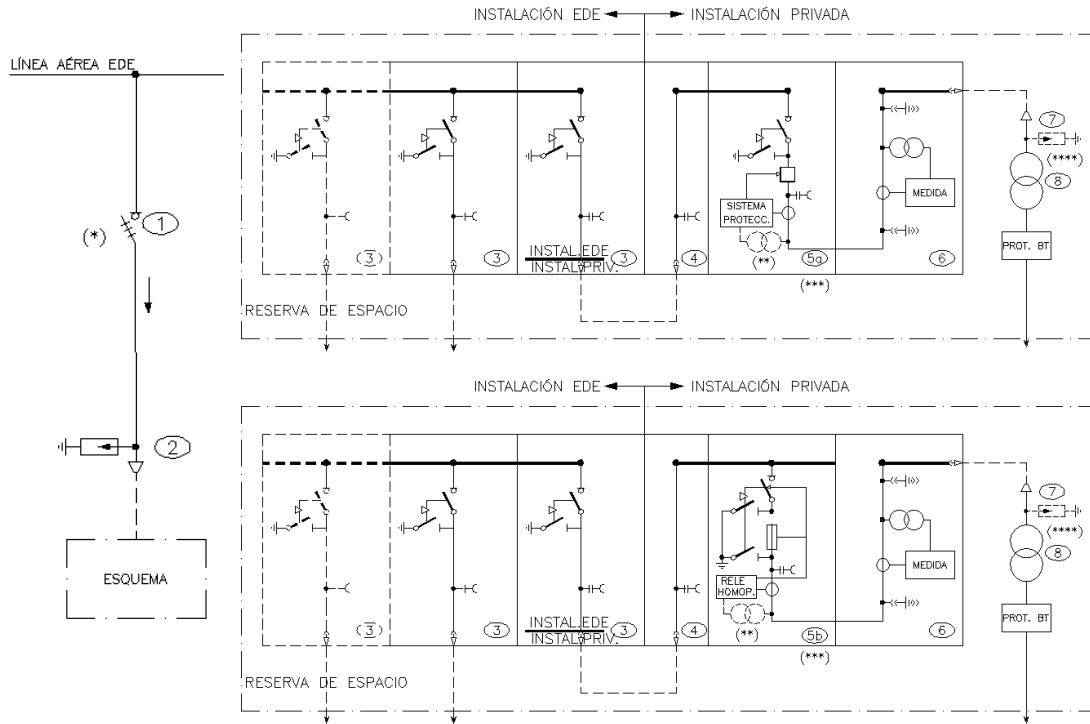 INSTALACIÓN EDE
INSTALACIÓN PRIVADA
LÍNEA AÉREA EDE
(*)
1
2
ESQUEMA
3
3
INSTAL.EDE
INSTAL.PRIV.
3
4
SISTEMA
PROTECC.
(**)
5a
(***)
MEDIDA
6
7
(****)
8
PROT. BT
RESERVA DE ESPACIO
INSTALACIÓN EDE
INSTALACIÓN PRIVADA
3
3
INSTAL.EDE
INSTAL.PRIV.
3
4
RELE
HOMOP.
(**)
5b
(***)
MEDIDA
6
7
(****)
8
PROT. BT
RESERVA DE ESPACIO